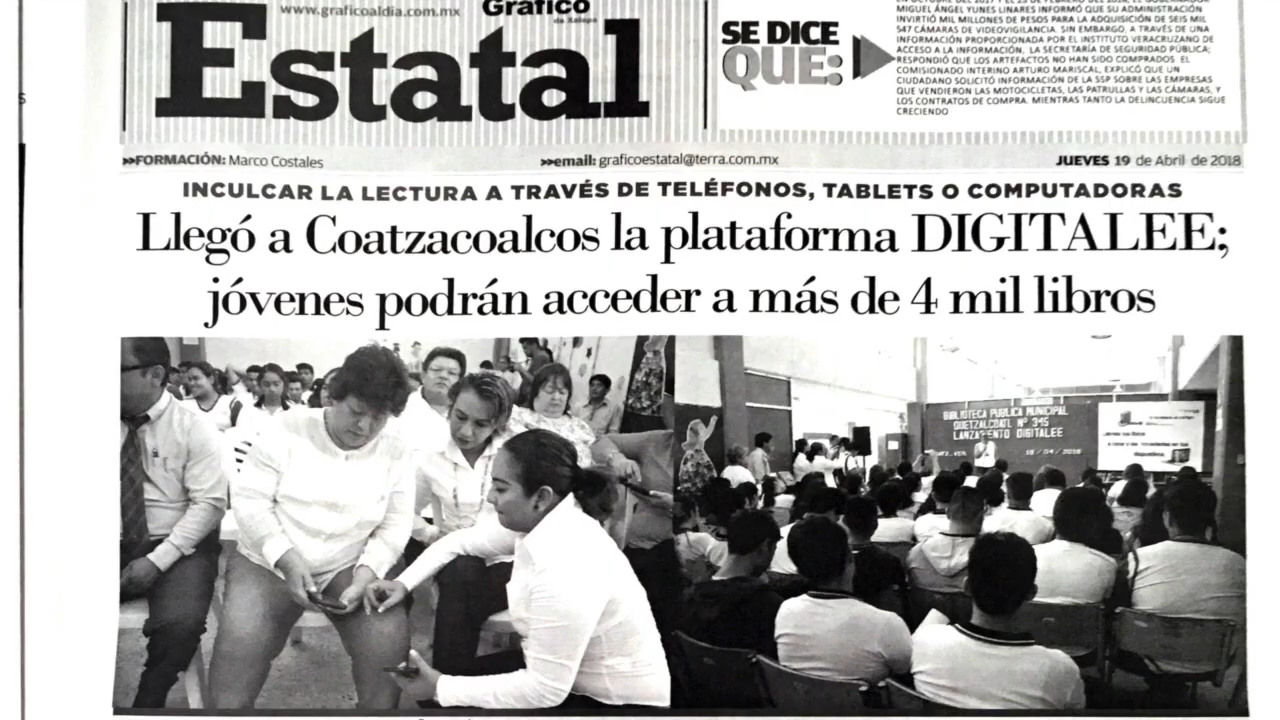 www.graficoaldia.com.mx
Gráfico
de Xalapa
Estatal
SE DICE
QUE:
MIGUEL ÁNGEL YUNES LINARES INFORMÓ QUE SU ADMINISTRACIÓN
INVIRTIÓ MIL MILLONES DE PESOS PARA LA ADQUISICIÓN DE SEIS MIL
547 CÁMARAS DE VIDEOVIGILANCIA. SIN EMBARGO, A TRAVÉS DE UNA
INFORMACIÓN PROPORCIONADA POR EL INSTITUTO VERACRUZANO DE
ACCESO A LA INFORMACIÓN, LA SECRETARÍA DE SEGURIDAD PÚBLICA;
RESPONDIÓ QUE LOS ARTEFACTOS NO HAN SIDO COMPRADOS. EL
COMISIONADO INTERINO ARTURO MARISCAL, EXPLICÓ QUE UN
CIUDADANO SOLICITÓ INFORMACIÓN DE LA SSP SOBRE LAS EMPRESAS
QUE VENDIERON LAS MOTOCICLETAS, LAS PATRULLAS Y LAS CÁMARAS, Y
LOS CONTRATOS DE COMPRA. MIENTRAS TANTO LA DELINCUENCIA SIGUE
CRECIENDO
»FORMACIÓN: Marco Costales
»email: graficoestatal@terra.com.mx
JUEVES 19 de Abril de 2018
INCULCAR LA LECTURA A TRAVÉS DE TELÉFONOS, TABLETS O COMPUTADORAS
Llegó a Coatzacoalcos la plataforma DIGITALEE;
jóvenes podrán acceder a más de 4 mil libros
BIBLIOTECA PUBLICA MUNICIPAL
QUETZALCOATL Nº 345
LANZAMIENTO DIGITALEE
18/04/2018